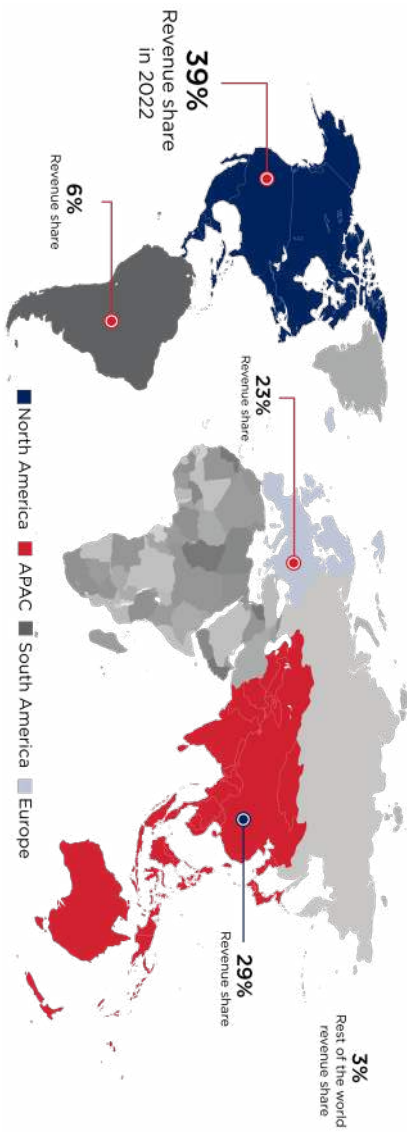 39%
Revenue share
in 2022
6%
Revenue share
23%
Revenue share
29%
Revenue share
3%
Rest of the world
revenue share
North America APAC South America Europe